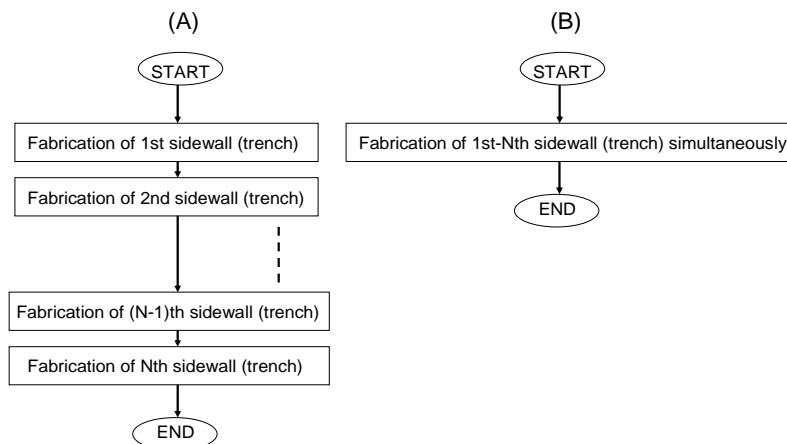 (A)
START
Fabrication of 1st sidewall (trench)
Fabrication of 2nd sidewall (trench)
Fabrication of (N-1)th sidewall (trench)
Fabrication of Nth sidewall (trench)
END
(B)
START
Fabrication of 1st-Nth sidewall (trench) simultaneously
END